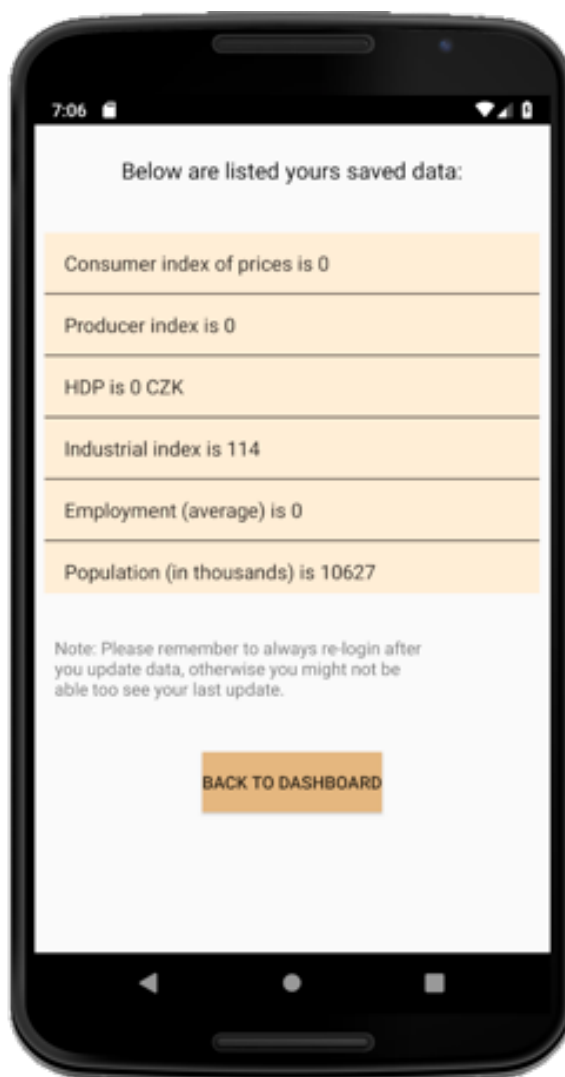 7:06
Below are listed yours saved data:
Consumer index of prices is 0
Producer index is 0
HDP is 0 CZK
Industrial index is 114
Employment (average) is 0
Population (in thousands) is 10627
Note: Please remember to always re-login after
you update data, otherwise you might not be
able too see your last update.
BACK TO DASHBOARD